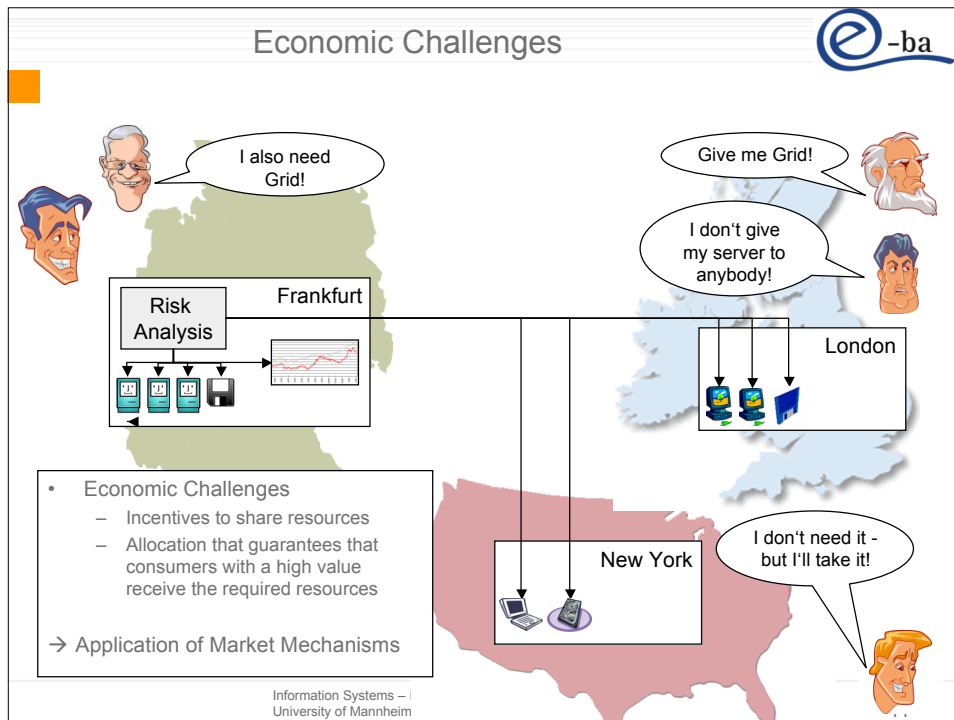 Economic Challenges
e-ba
I also need
Grid!
Give me Grid!
I don‘t give
my server to
anybody!
Risk
Analysis
Frankfurt
London
• Economic Challenges
– Incentives to share resources
– Allocation that guarantees that
consumers with a high value
receive the required resources
→ Application of Market Mechanisms
New York
I don‘t need it -
but I‘ll take it!
Information Systems –
University of Mannheim